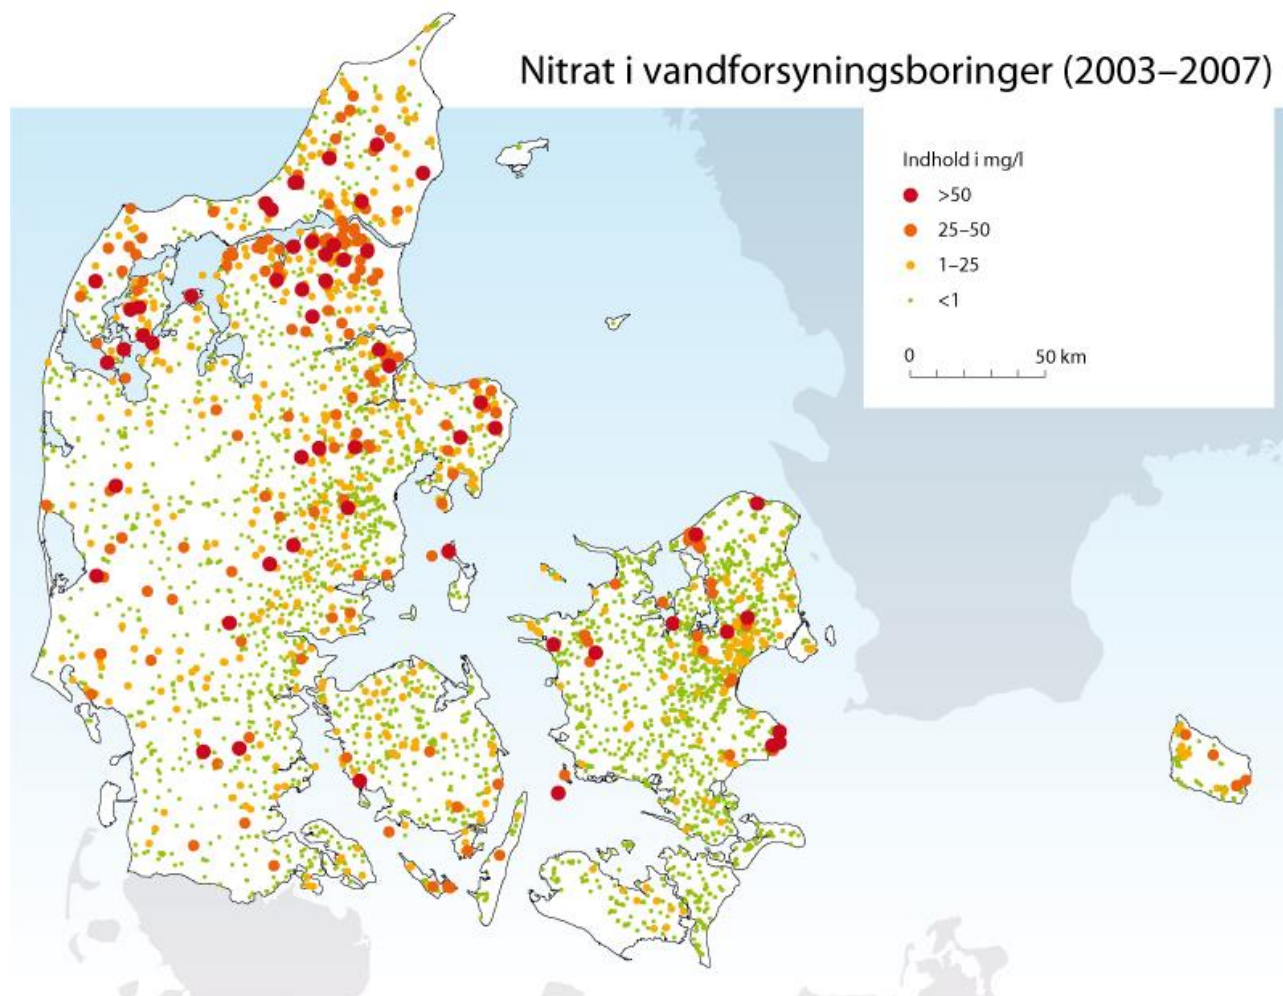 Nitrat i vandforsyningsboringer (2003–2007)
Indhold i mg/l
>50
25–50
1–25
<1
0 50 km